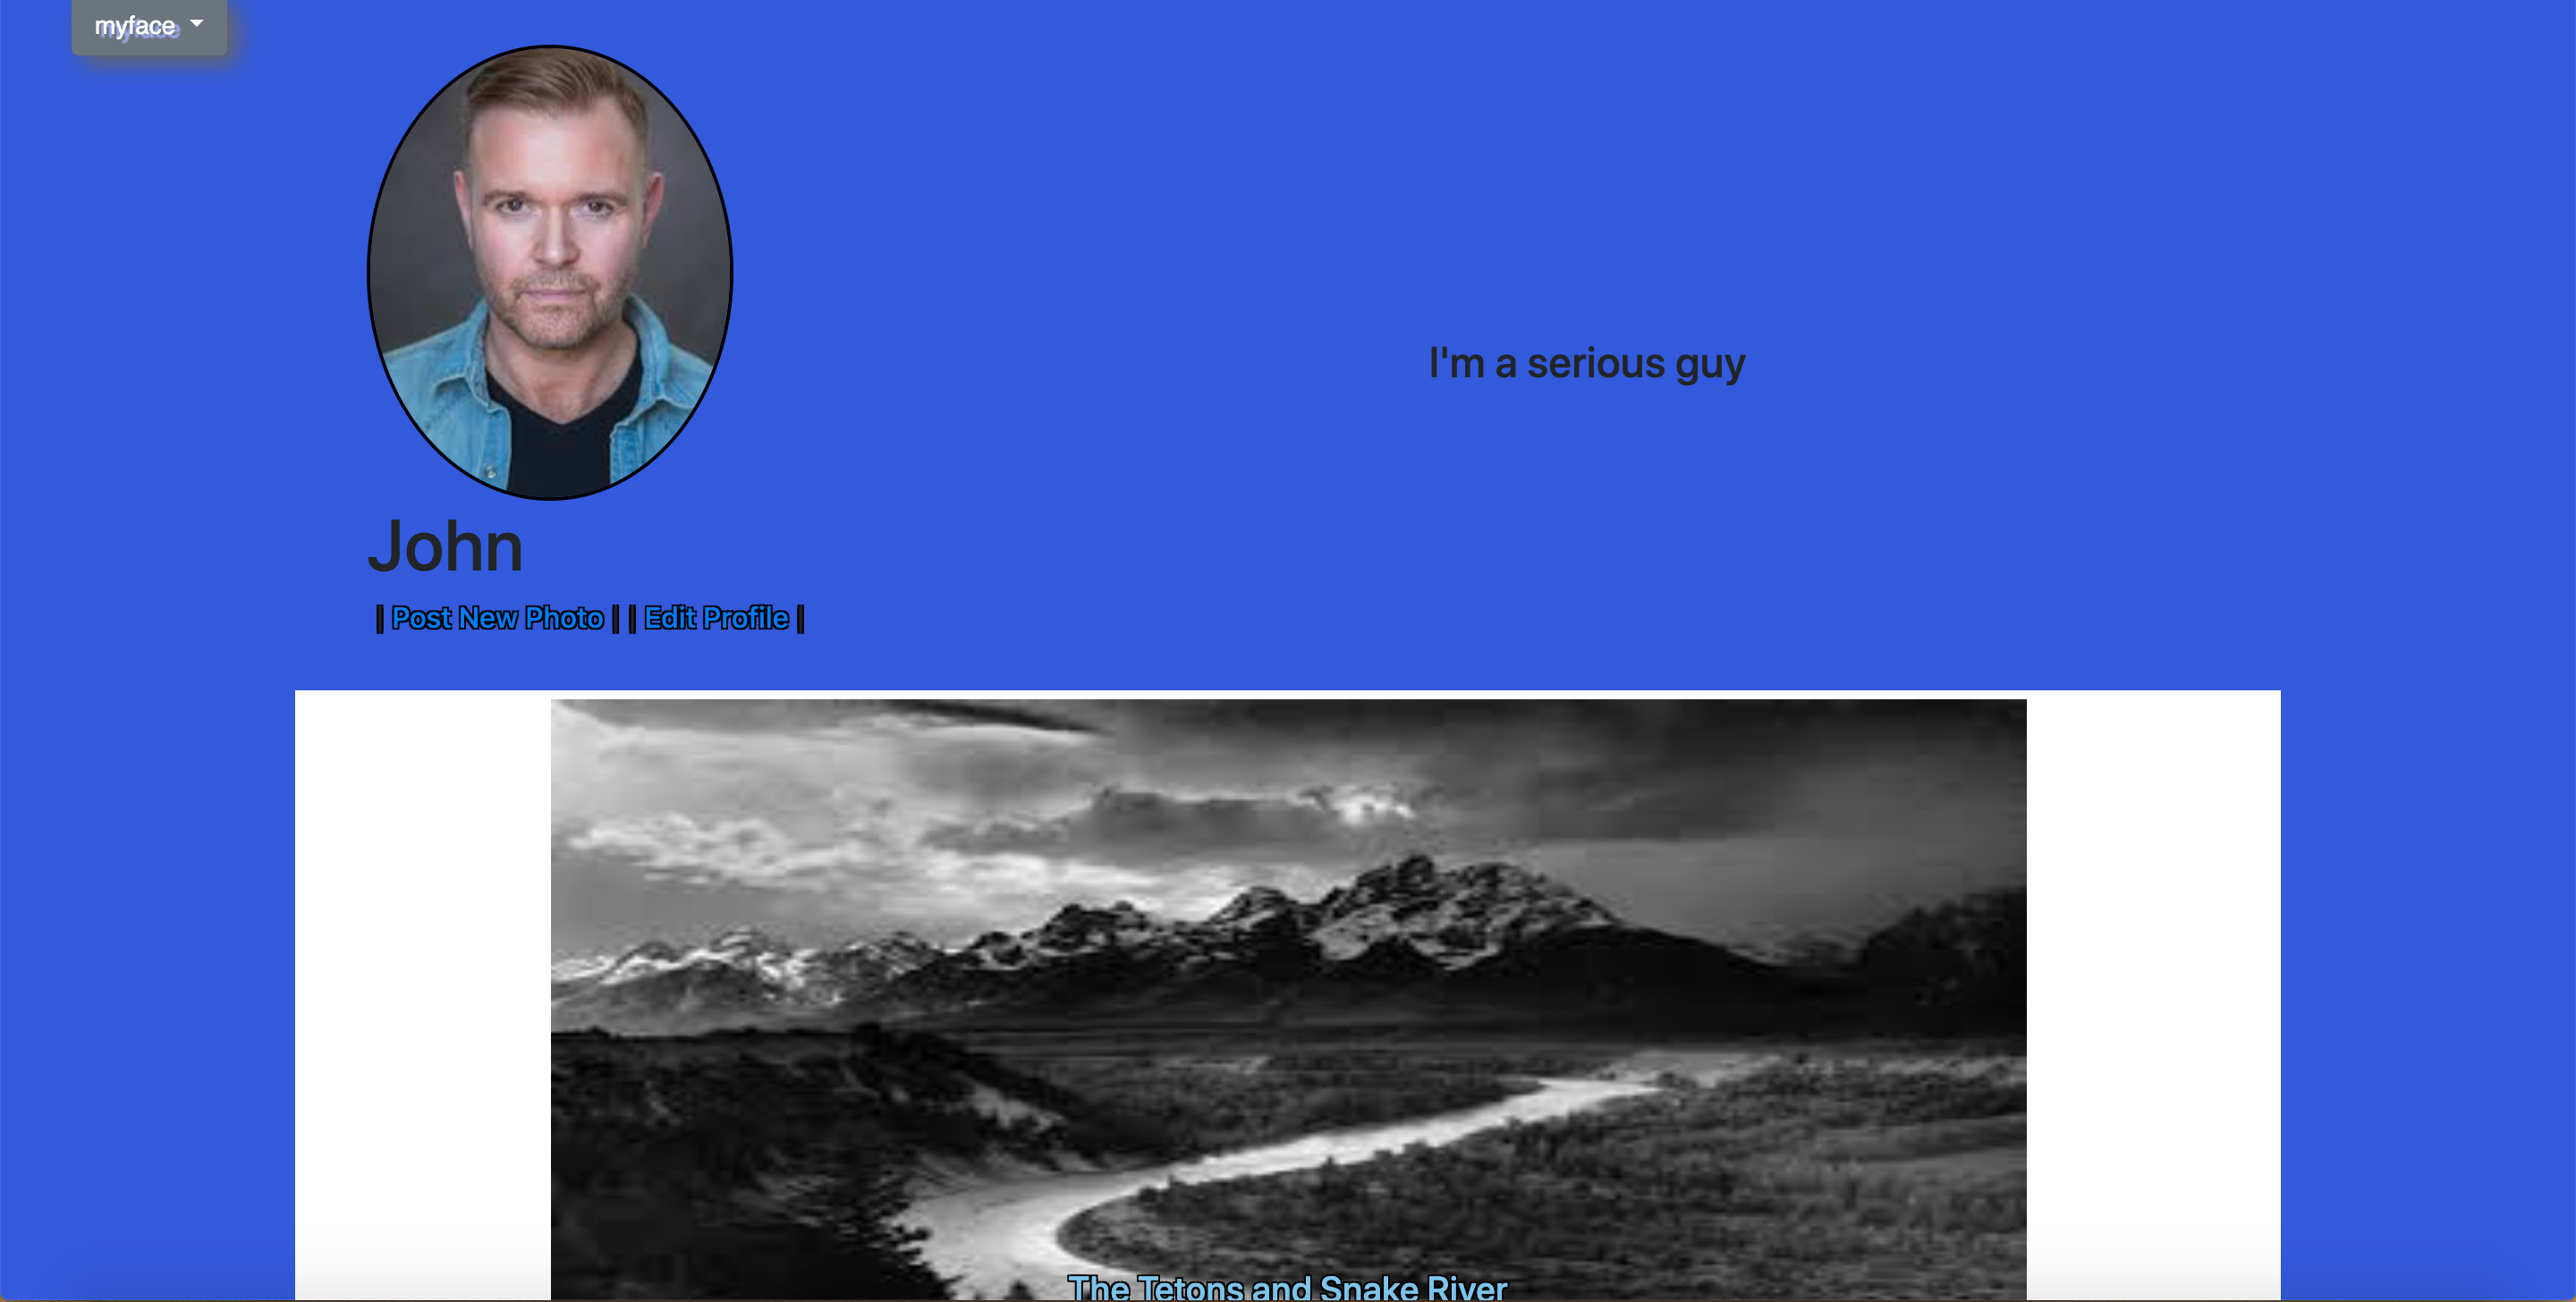 myface
I'm a serious guy
John
| Post New Photo | | Edit Profile |
The Tetons and Snake River